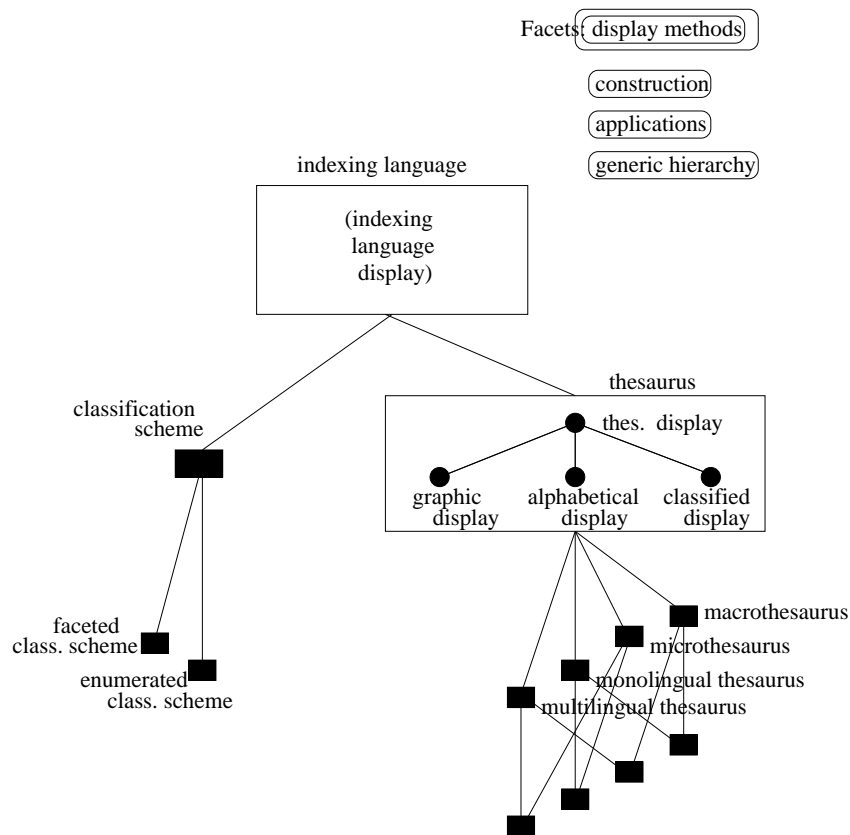 Facets: display methods
construction
applications
generic hierarchy
indexing language
(indexing
language
display)
thesaurus
classification
scheme
thes. display
graphic
display
alphabetical
display
classified
display
macrothesaurus
faceted
class. scheme
microthesaurus
enumerated
class. scheme
monolingual thesaurus
multilingual thesaurus